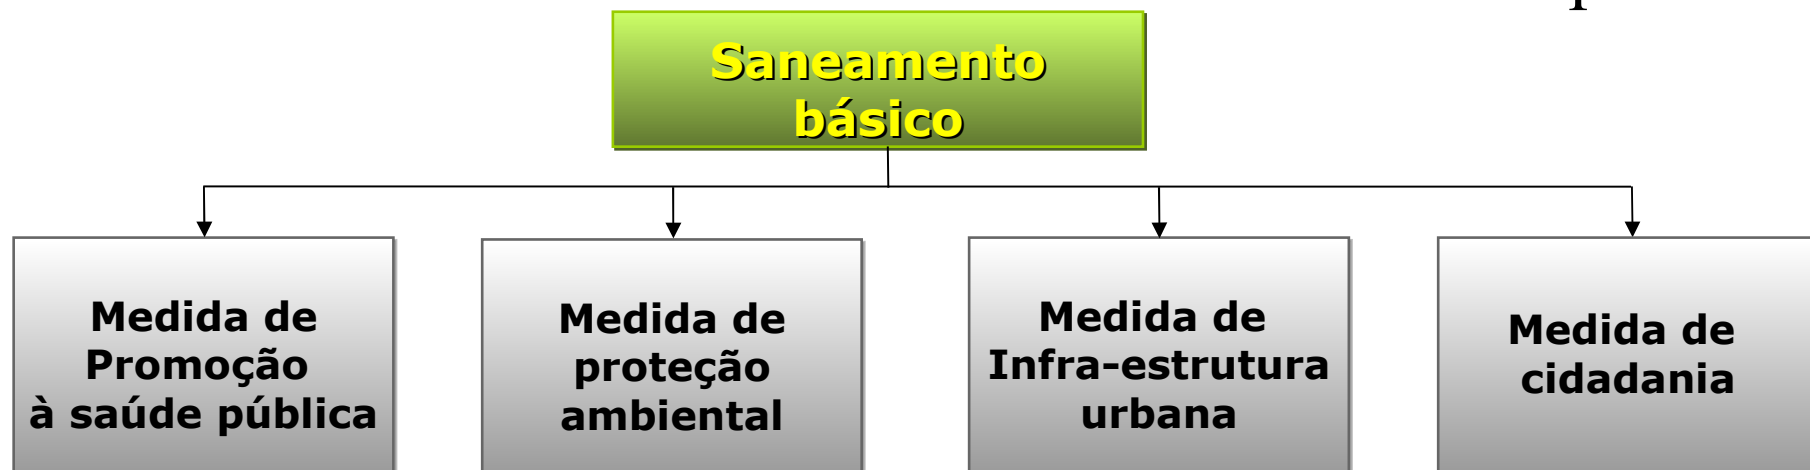 Saneamento
básico
Medida de
Promoção
à saúde pública
Medida de
proteção
ambiental
Medida de
Infra-estrutura
urbana
Medida de
cidadania